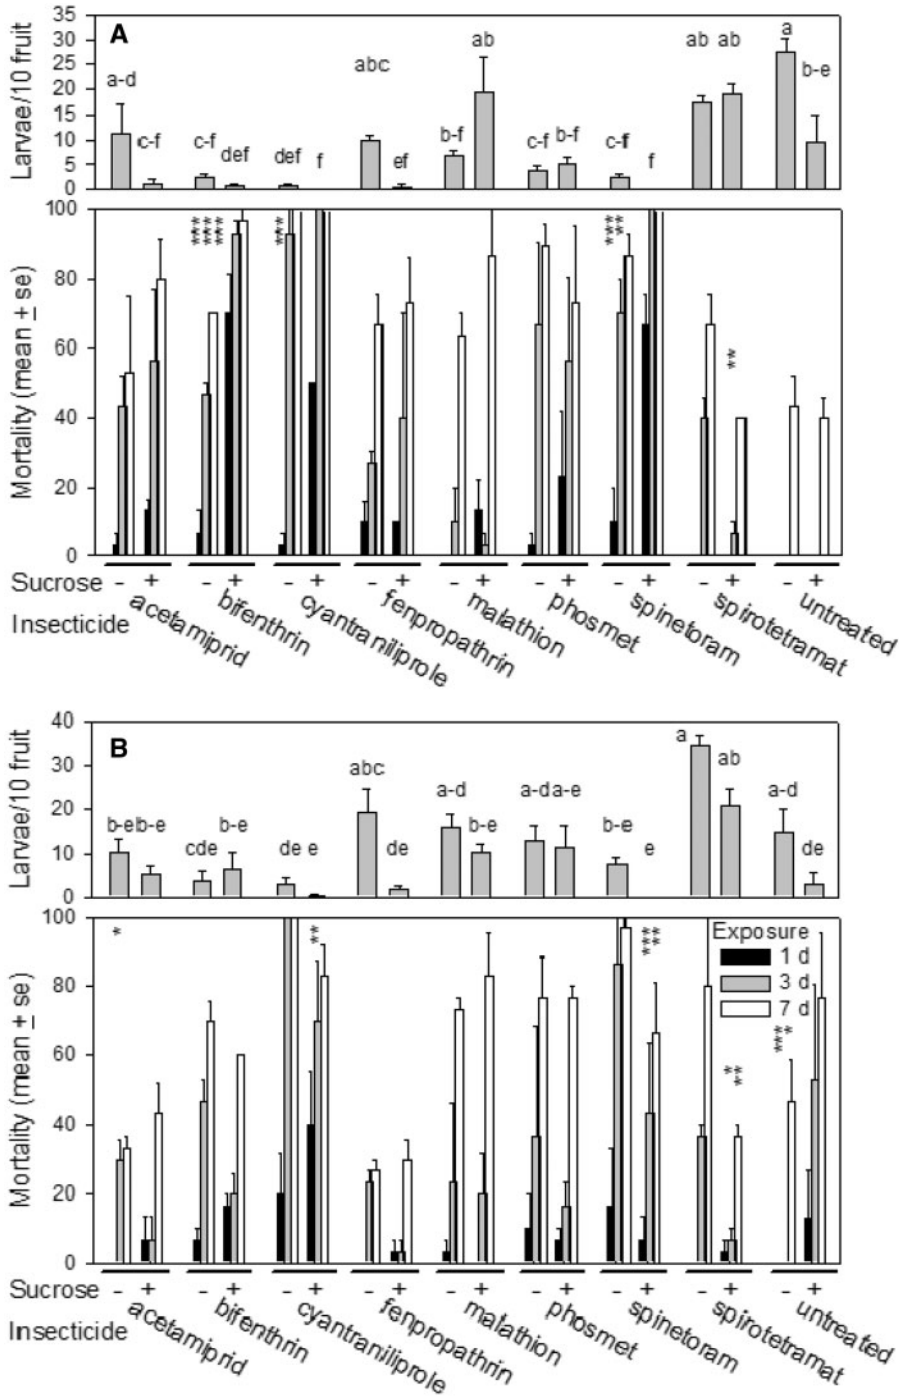 A
Larvae/10 fruit
35
30
25
20
15
10
5
0
a-d c-f c-f def def f abc ef b-f ab c-f b-f c-f f ab ab a b-e
Mortality (mean ± se)
100
80
60
40
20
0
*** *** *** *** *** ** **
Sucrose - + - + - + - + - + - + - + - + - +
Insecticide
acetamiprid
bifenthrin
cyantraniliprole
fenpropathrin
malathion
phosmet
spinetoram
spirotetramat
untreated
B
Larvae/10 fruit
40
30
20
10
0
b-e b-e cde b-e de e abc de a-d b-e a-d a-e b-e e a ab a-d de
Mortality (mean ± se)
100
80
60
40
20
0
* ** *** ** * ** *** *
Exposure
1 d
3 d
7 d
Sucrose - + - + - + - + - + - + - + - + - +
Insecticide
acetamiprid
bifenthrin
cyantraniliprole
fenpropathrin
malathion
phosmet
spinetoram
spirotetramat
untreated